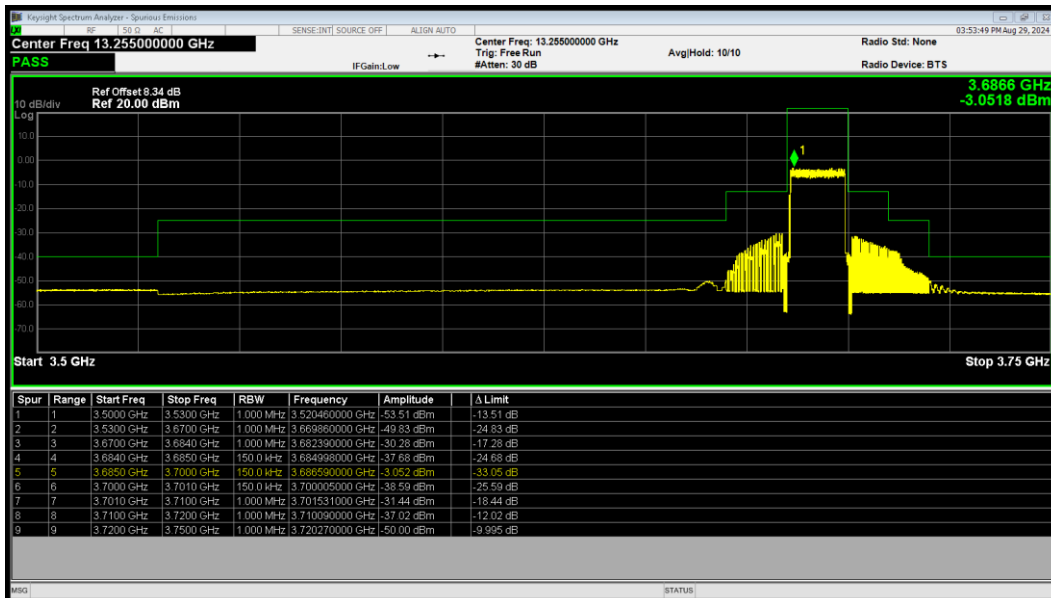 Keysight Spectrum Analyzer - Spurious Emissions
RF 50 Ω AC SENSE:INT SOURCE OFF ALIGN AUTO 03:53:49 PM Aug 29, 2024
Center Freq 13.255000000 GHz Center Freq: 13.255000000 GHz Radio Std: None
PASS Trig: Free Run Avg|Hold: 10/10
IFGain:Low #Atten: 30 dB Radio Device: BTS
Ref Offset 8.34 dB 3.6866 GHz
10 dB/div Ref 20.00 dBm -3.0518 dBm
Log
10.0
1
0.00
-10.0
-20.0
-30.0
-40.0
-50.0
-60.0
-70.0
Start 3.5 GHz Stop 3.75 GHz
Spur Range Start Freq Stop Freq RBW Frequency Amplitude Δ Limit
1 1 3.5000 GHz 3.5300 GHz 1.000 MHz 3.520460000 GHz -53.51 dBm -13.51 dB
2 2 3.5300 GHz 3.6700 GHz 1.000 MHz 3.669860000 GHz -49.83 dBm -24.83 dB
3 3 3.6700 GHz 3.6840 GHz 1.000 MHz 3.682390000 GHz -30.28 dBm -17.28 dB
4 4 3.6840 GHz 3.6850 GHz 150.0 kHz 3.684998000 GHz -37.68 dBm -24.68 dB
5 5 3.6850 GHz 3.7000 GHz 150.0 kHz 3.686590000 GHz -3.052 dBm -33.05 dB
6 6 3.7000 GHz 3.7010 GHz 150.0 kHz 3.700005000 GHz -38.59 dBm -25.59 dB
7 7 3.7010 GHz 3.7100 GHz 1.000 MHz 3.701531000 GHz -31.44 dBm -18.44 dB
8 8 3.7100 GHz 3.7200 GHz 1.000 MHz 3.710090000 GHz -37.02 dBm -12.02 dB
9 9 3.7200 GHz 3.7500 GHz 1.000 MHz 3.720270000 GHz -50.00 dBm -9.995 dB
MSG STATUS